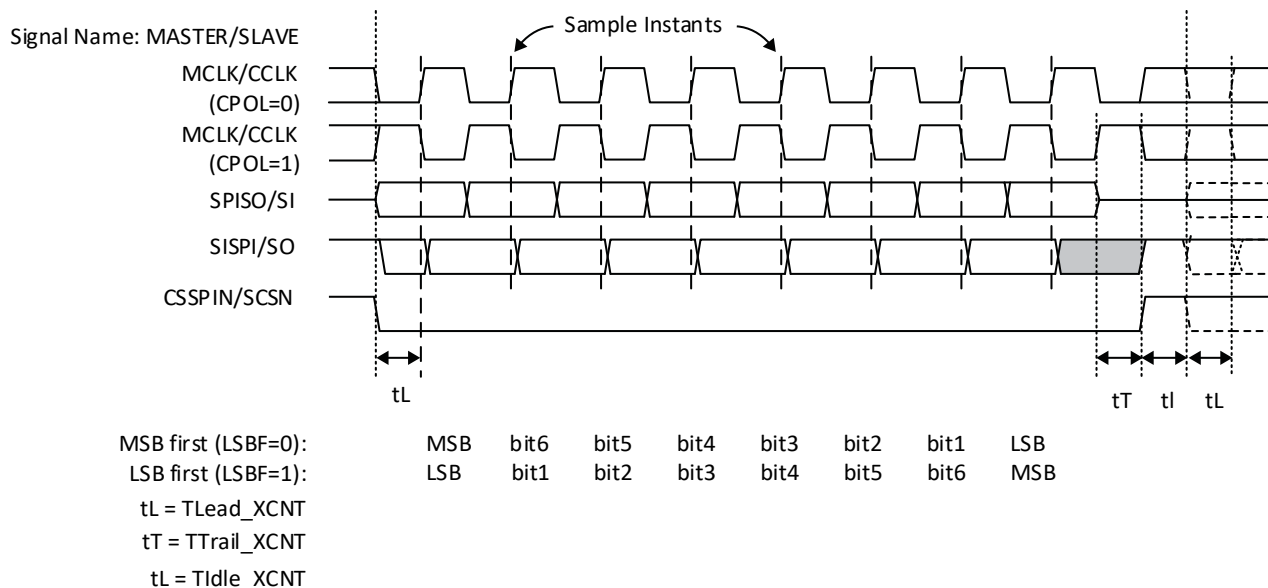 Sample Instants
Signal Name: MASTER/SLAVE
MCLK/CCLK
(CPOL=0)
MCLK/CCLK
(CPOL=1)
SPISO/SI
SISPI/SO
CSSPIN/SCSN
tL tT tl tL
MSB first (LSBF=0): MSB bit6 bit5 bit4 bit3 bit2 bit1 LSB
LSB first (LSBF=1): LSB bit1 bit2 bit3 bit4 bit5 bit6 MSB
tL = TLead_XCNT
tT = TTrail_XCNT
tL = TIdle_XCNT